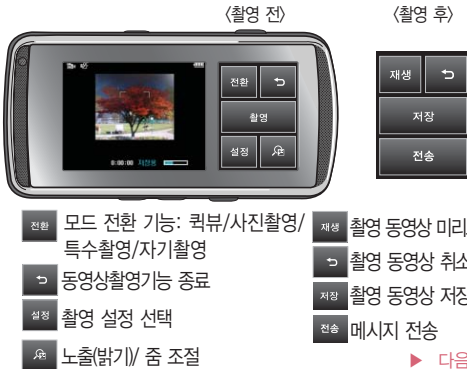 〈촬영 전〉
〈촬영 후〉
전환
촬영
설정
0:00:00 저장용
재생
저장
전송
전환 모드 전환 기능: 퀵뷰/사진촬영/
특수촬영/자기촬영
동영상촬영기능 종료
설정 촬영 설정 선택
노출(밝기)/ 줌 조절
재생 촬영 동영상 미리
촬영 동영상 취소
저장 촬영 동영상 저장
전송 메시지 전송
▶ 다음